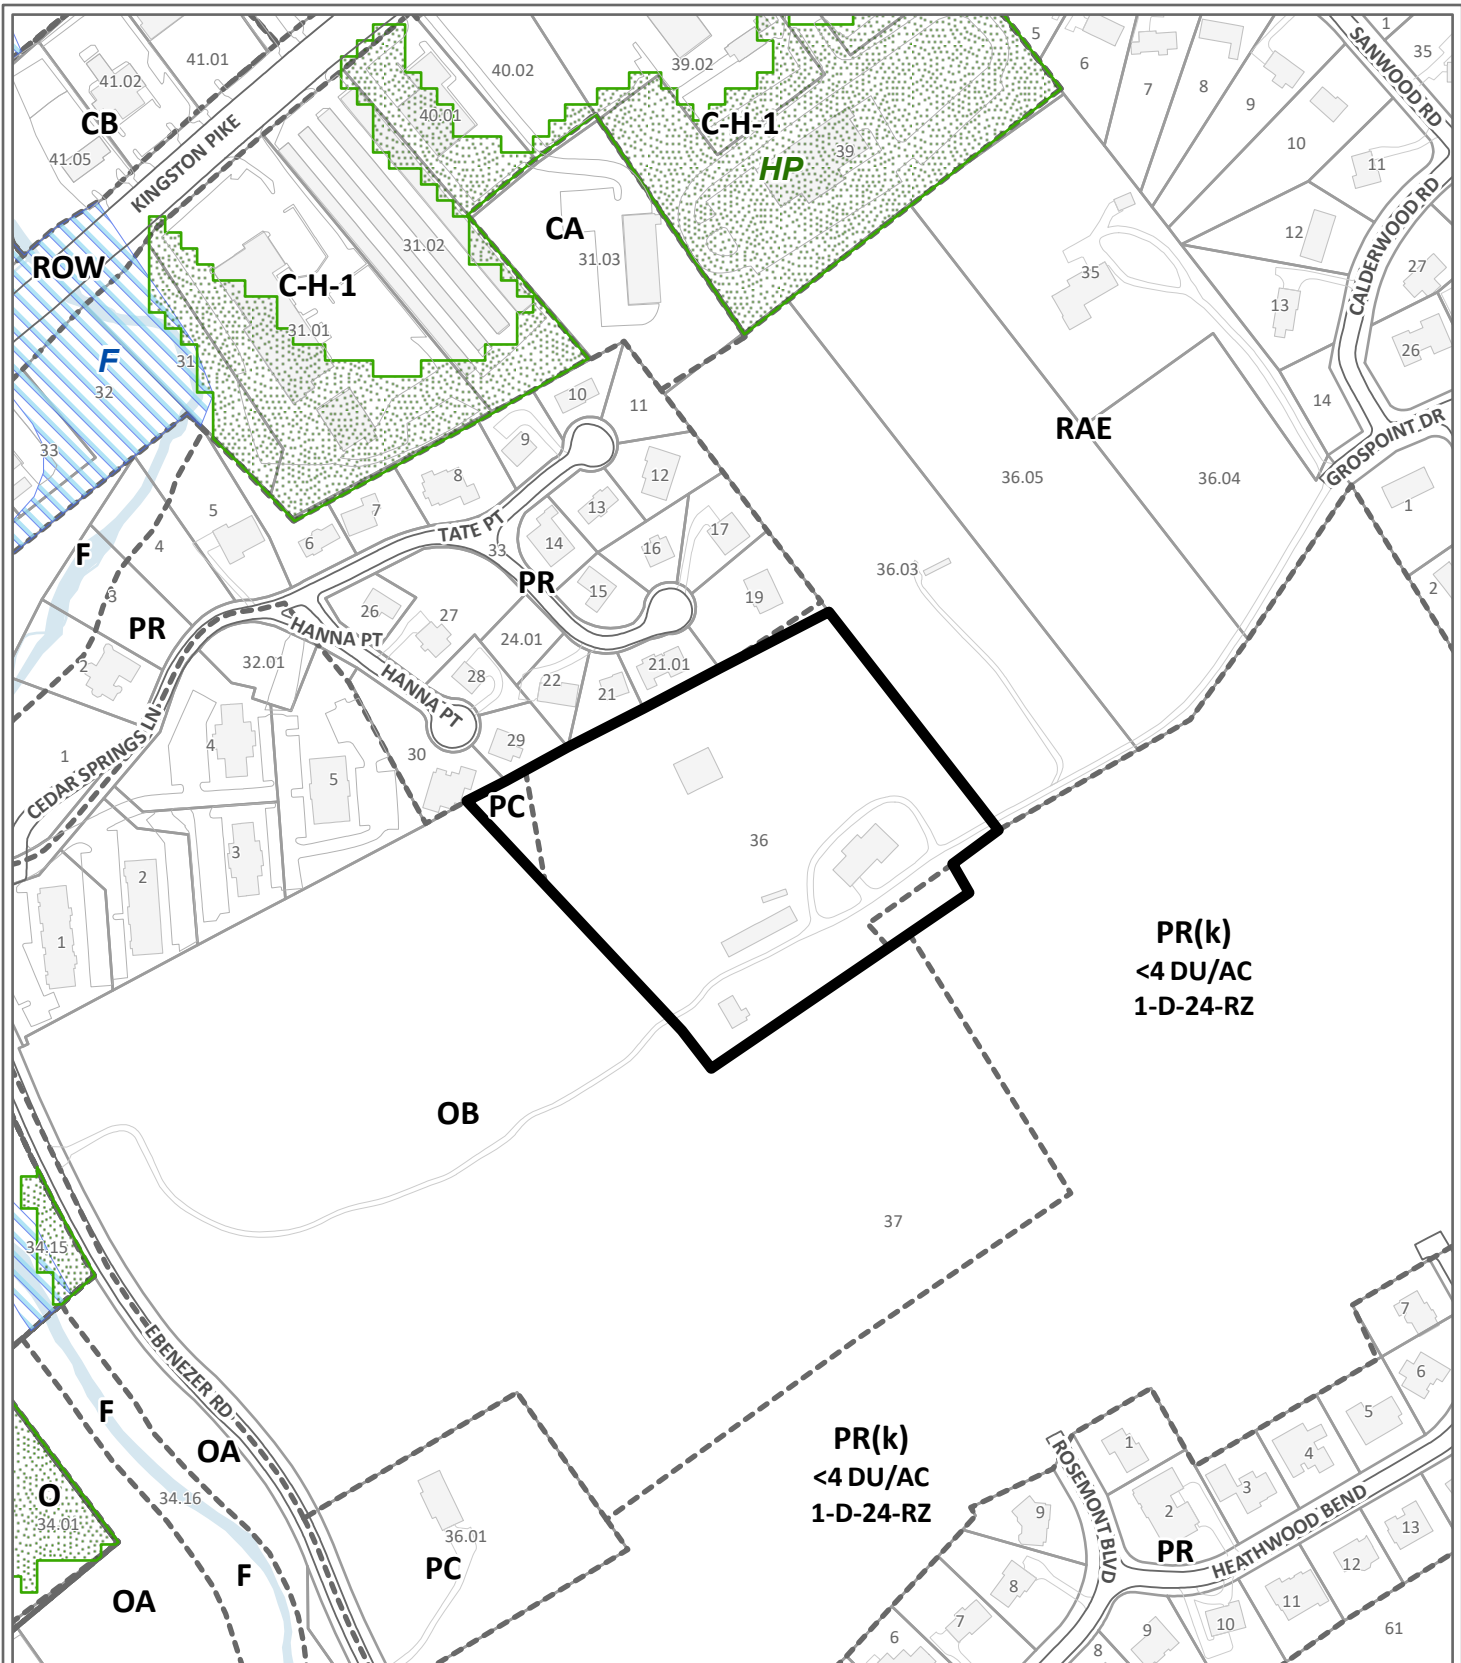 41.02
41.01
CB
41.05
KINGSTON PIKE
40.02
40.01
39.02
C-H-1
HP
39
5
6
7
8
9
10
11
1
35
SANWOOD RD
CALDERWOOD RD
12
13
14
27
26
GROSPOINT DR
1
2
ROW
F
32
31
33
C-H-1
31.01
31.02
CA
31.03
35
RAE
36.05
36.04
36.03
10
11
9
8
12
7
13
6
14
TATE PT
33
16
17
15
PR
19
5
4
F
3
PR
2
1
26
27
24.01
HANNA PT
HANNA PT
28
22
21
21.01
29
30
32.01
CEDAR SPRINGS LN
4
5
3
2
1
PC
36
PR(k)
<4 DU/AC
1-D-24-RZ
OB
37
34.15
EBENEZER RD
F
OA
34.16
O
34.01
F
OA
36.01
PC
PR(k)
<4 DU/AC
1-D-24-RZ
7
6
5
4
3
1
2
PR
ROSEMONT BLVD
HEATHWOOD BEND
9
8
7
6
13
12
11
10
9
8
61